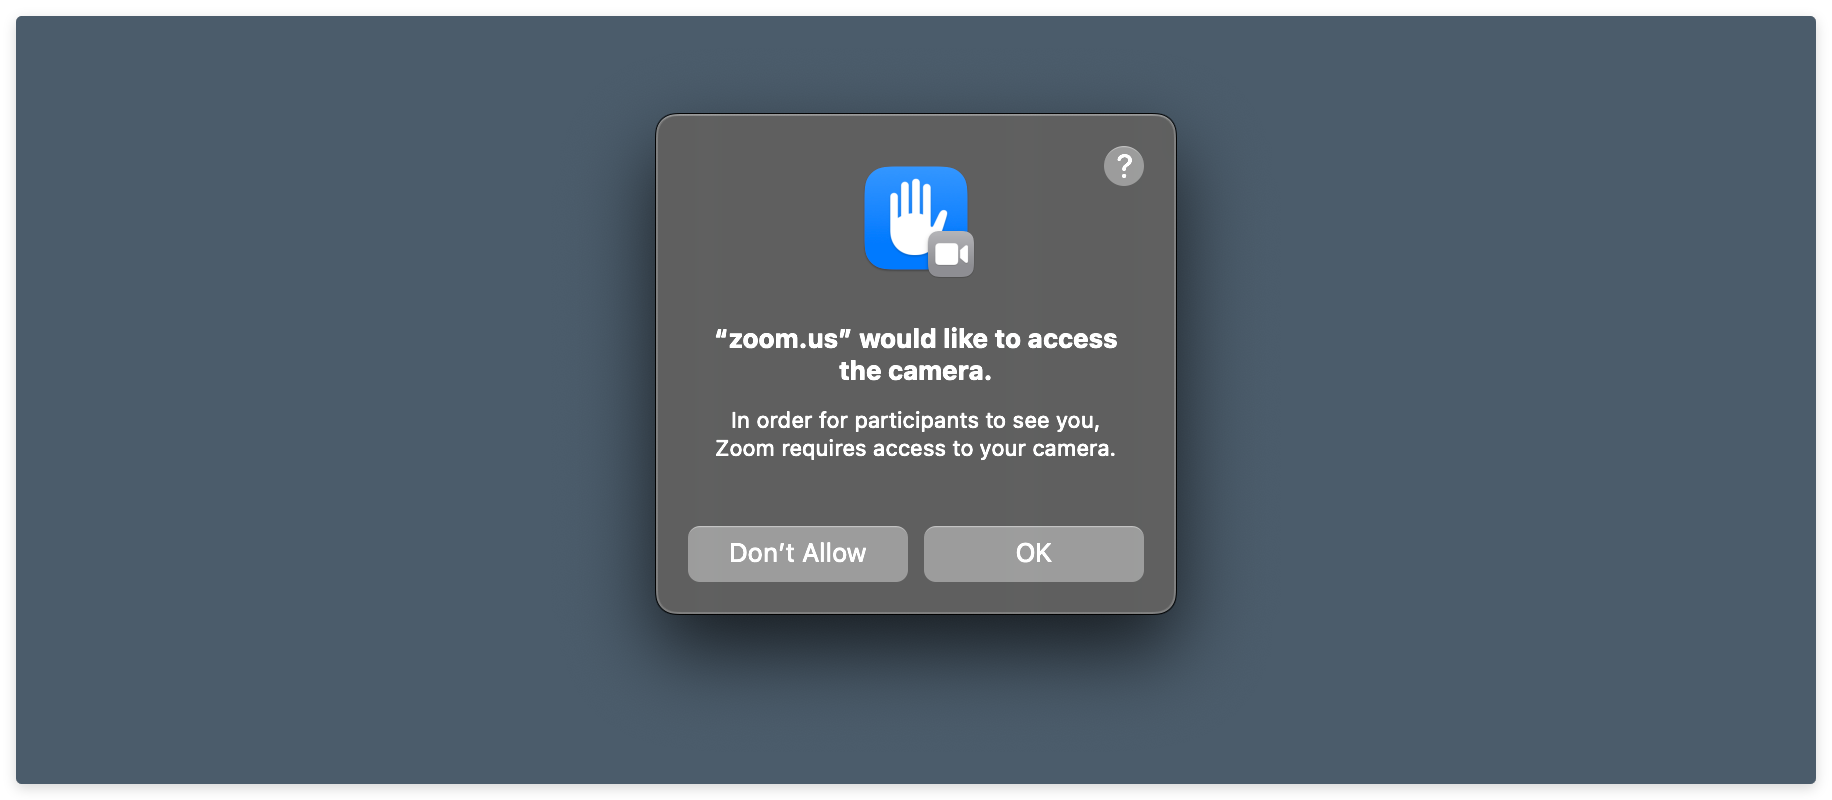 ?
“zoom.us” would like to access
the camera.
In order for participants to see you,
Zoom requires access to your camera.
Don’t Allow
OK